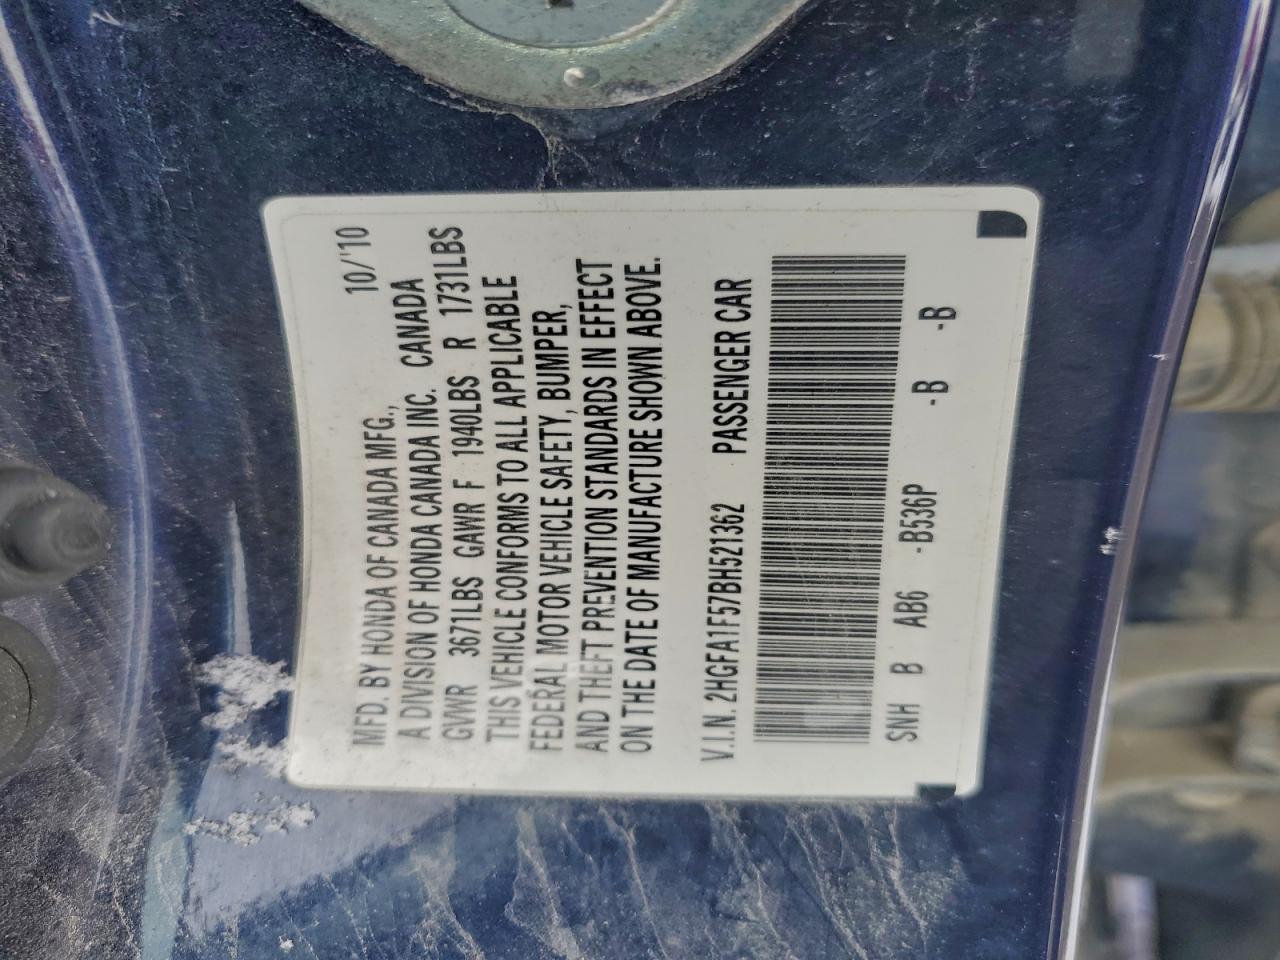 MFD. BY HONDA OF CANADA MFG., 10/'10
A DIVISION OF HONDA CANADA INC. CANADA
GVWR 3671LBS GAWR F 1940LBS R 1731LBS
THIS VEHICLE CONFORMS TO ALL APPLICABLE
FEDERAL MOTOR VEHICLE SAFETY, BUMPER,
AND THEFT PREVENTION STANDARDS IN EFFECT
ON THE DATE OF MANUFACTURE SHOWN ABOVE.
V.I.N. 2HGFA1F57BH521362 PASSENGER CAR
SNH B AB6 -B536P -B -B